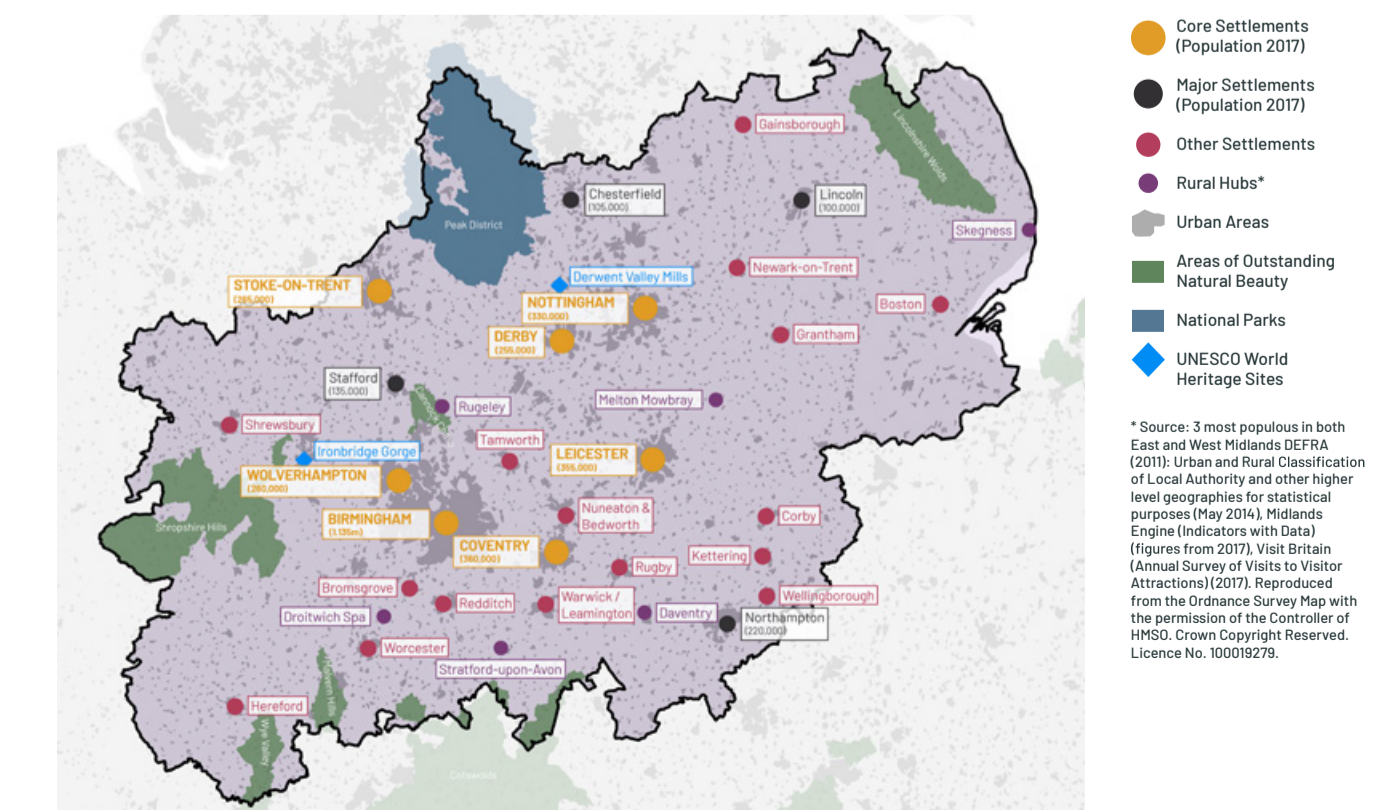 Gainsborough
Lincolnshire Wolds
Chesterfield
(105,000)
Lincoln
(100,000)
Peak District
Skegness
Newark-on-Trent
Derwent Valley Mills
STOKE-ON-TRENT
(265,000)
NOTTINGHAM
(330,000)
Boston
DERBY
(255,000)
Grantham
Stafford
(135,000)
Rugeley
Melton Mowbray
Shrewsbury
Tamworth
Ironbridge Gorge
LEICESTER
(355,000)
WOLVERHAMPTON
(260,000)
BIRMINGHAM
(1.135m)
Nuneaton &
Bedworth
Corby
Shropshire Hills
COVENTRY
(360,000)
Kettering
Rugby
Bromsgrove
Redditch
Warwick /
Leamington
Wellingborough
Droitwich Spa
Daventry
Northampton
(220,000)
Worcester
Stratford-upon-Avon
Malvern Hills
Hereford
Wye Valley
Cotswolds
Core Settlements
(Population 2017)
Major Settlements
(Population 2017)
Other Settlements
Rural Hubs*
Urban Areas
Areas of Outstanding
Natural Beauty
National Parks
UNESCO World
Heritage Sites
* Source: 3 most populous in both
East and West Midlands DEFRA
(2011): Urban and Rural Classification
of Local Authority and other higher
level geographies for statistical
purposes (May 2014), Midlands
Engine (Indicators with Data)
(figures from 2017), Visit Britain
(Annual Survey of Visits to Visitor
Attractions) (2017). Reproduced
from the Ordnance Survey Map with
the permission of the Controller of
HMSO. Crown Copyright Reserved.
Licence No. 100019279.